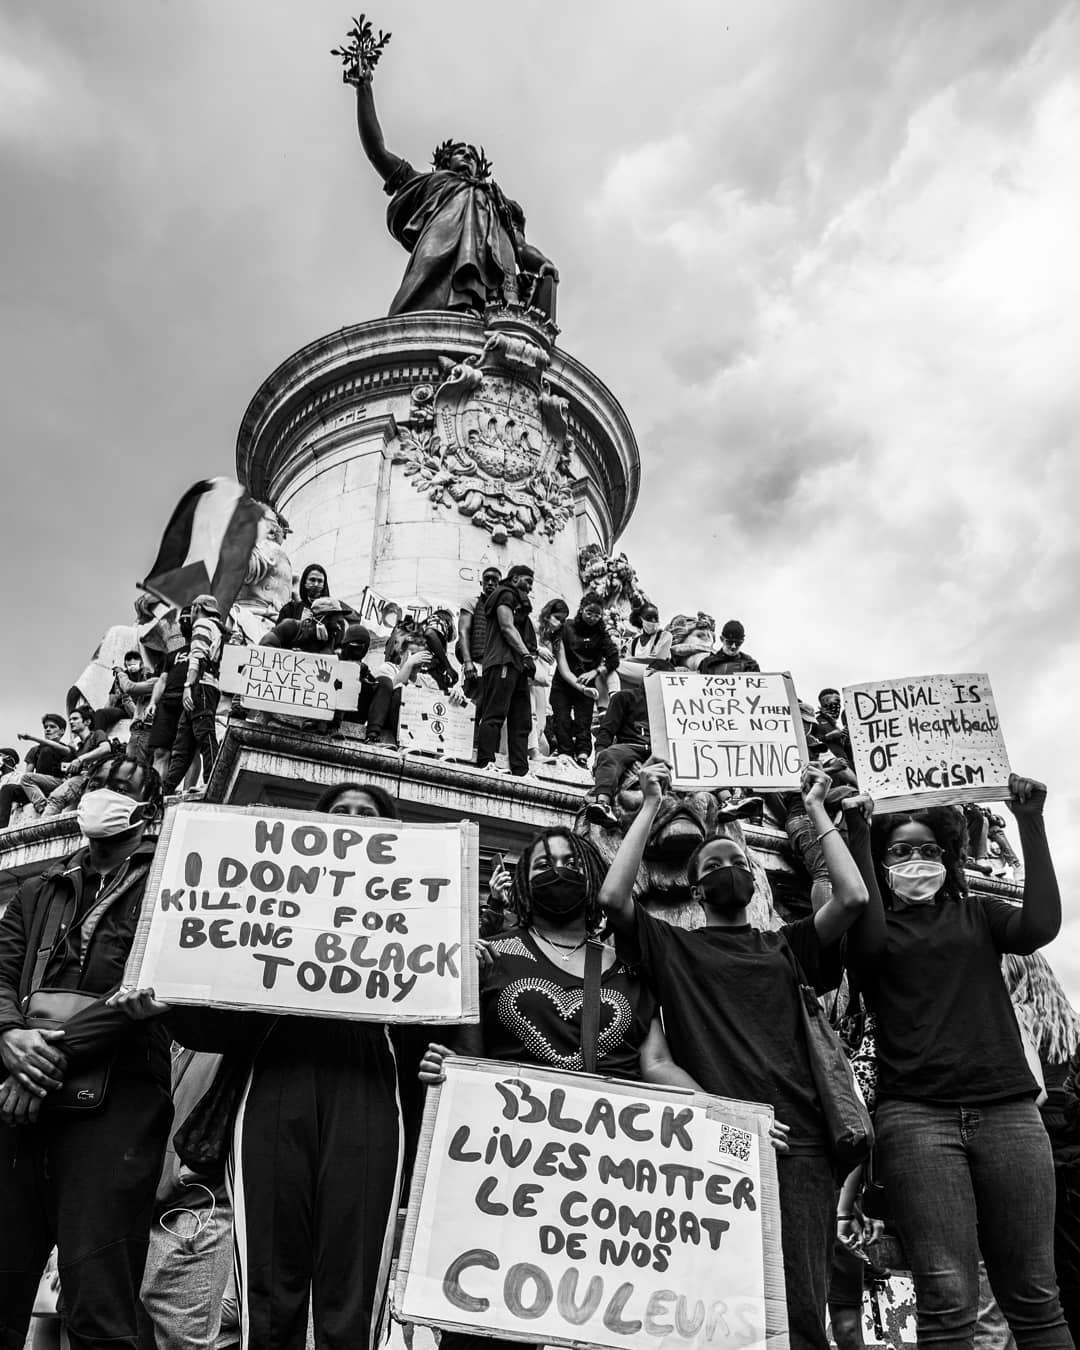 NO
BLACK
LIVES
MATTER
IF YOU'RE
NOT
ANGRY THEN
YOU'RE NOT
LISTENING
DENIAL IS
THE Heartbeat
OF
RACISM
HOPE
I DON'T GET
KILLIED FOR
BEING BLACK
TODAY
BLACK
LIVES MATTER
LE COMBAT
DE NOS
COULEURS